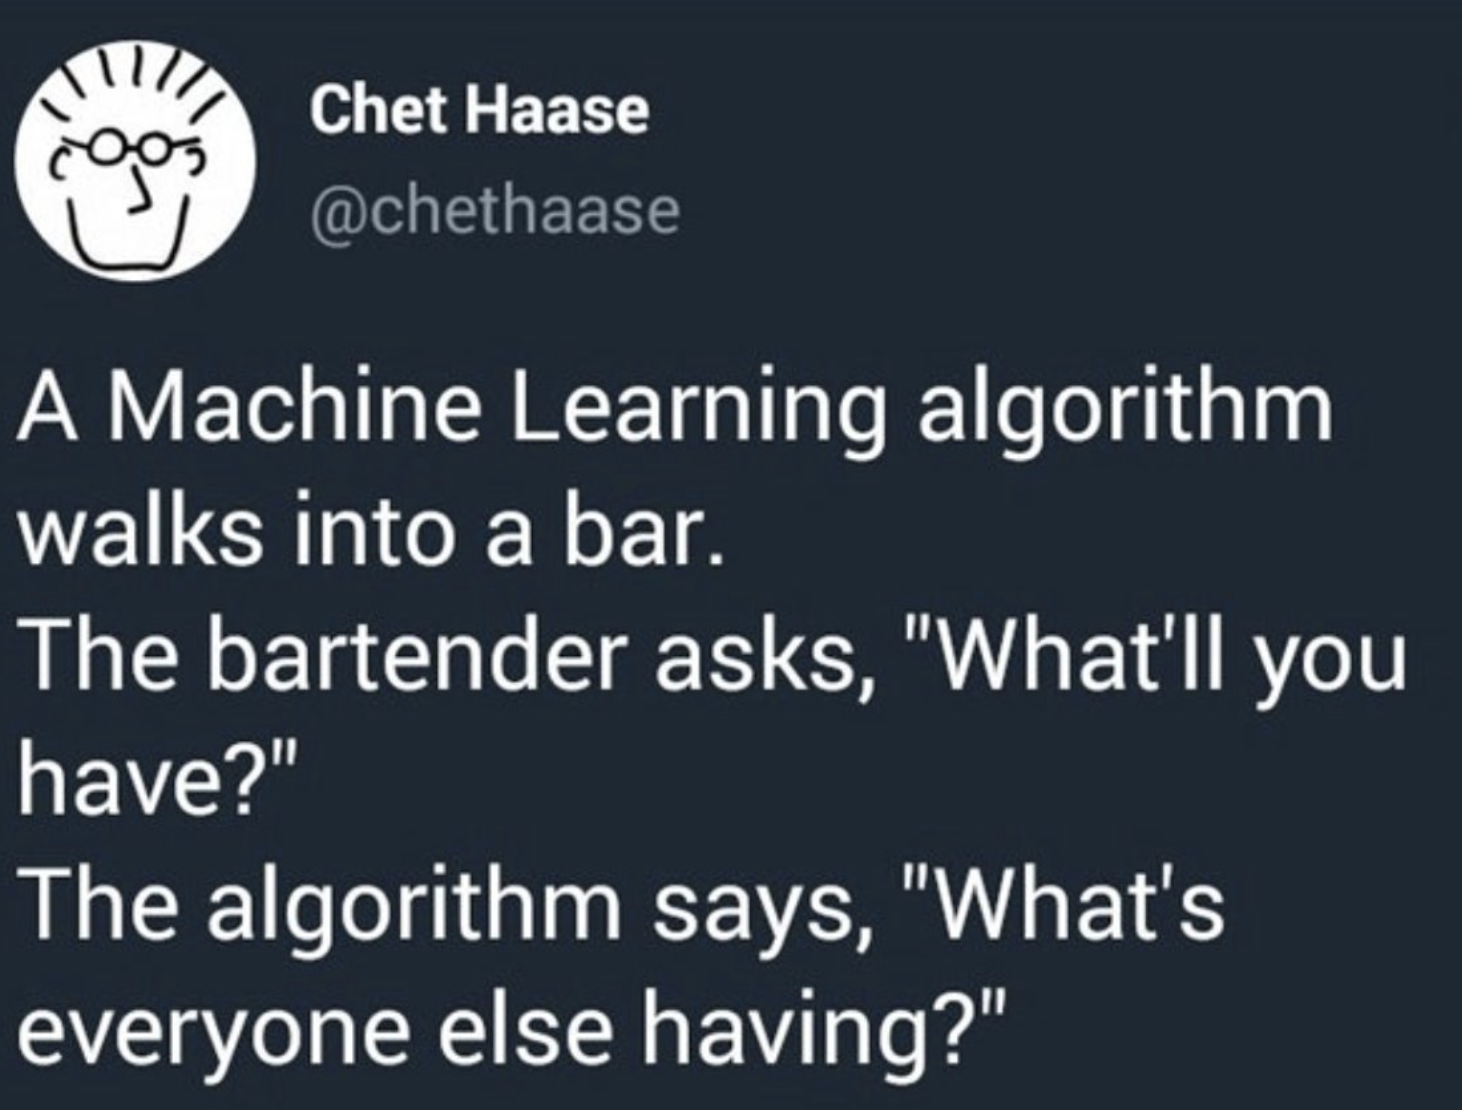 Chet Haase
@chethaase
A Machine Learning algorithm
walks into a bar.
The bartender asks, "What'll you
have?"
The algorithm says, "What's
everyone else having?"